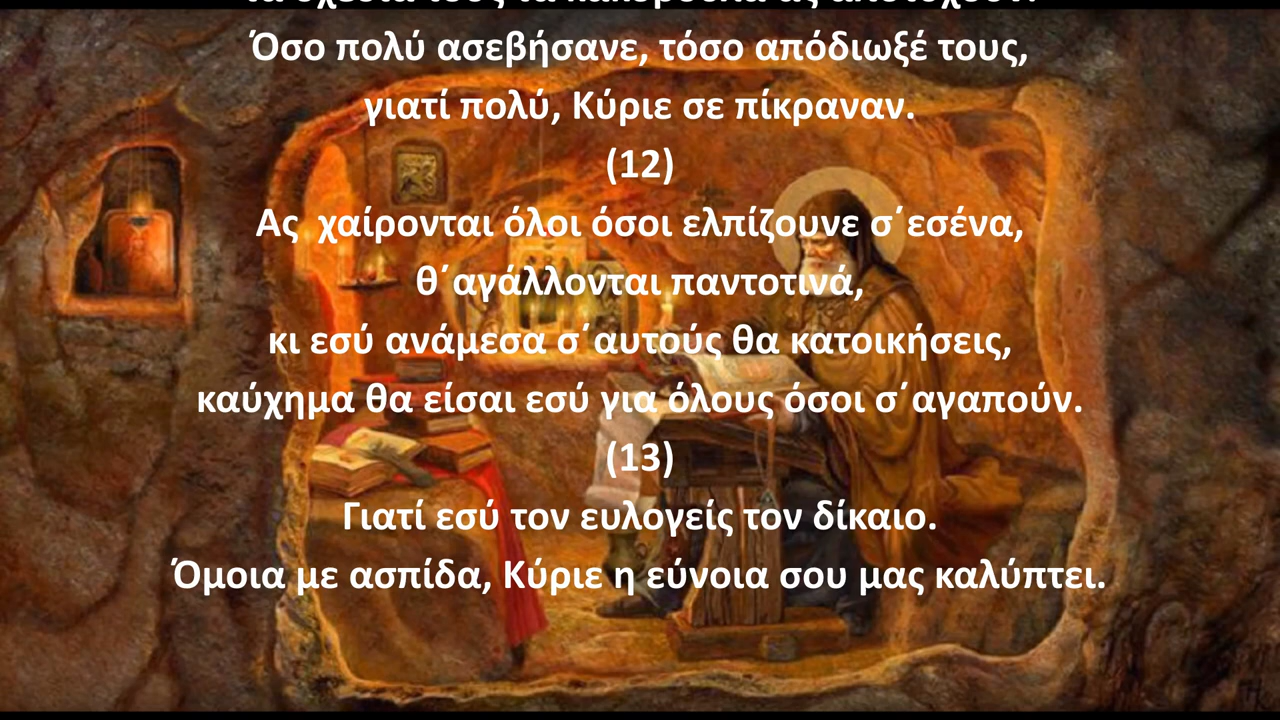 Όσο πολύ ασεβήσανε, τόσο απόδιωξέ τους,
γιατί πολύ, Κύριε σε πίκραναν.
(12)
Ας  χαίρονται όλοι όσοι ελπίζουνε σ΄εσένα,
θ΄αγάλλονται παντοτινά,
κι εσύ ανάμεσα σ΄αυτούς θα κατοικήσεις,
καύχημα θα είσαι εσύ για όλους όσοι σ΄αγαπούν.
(13)
Γιατί εσύ τον ευλογείς τον δίκαιο.
Όμοια με ασπίδα, Κύριε η εύνοια σου μας καλύπτει.